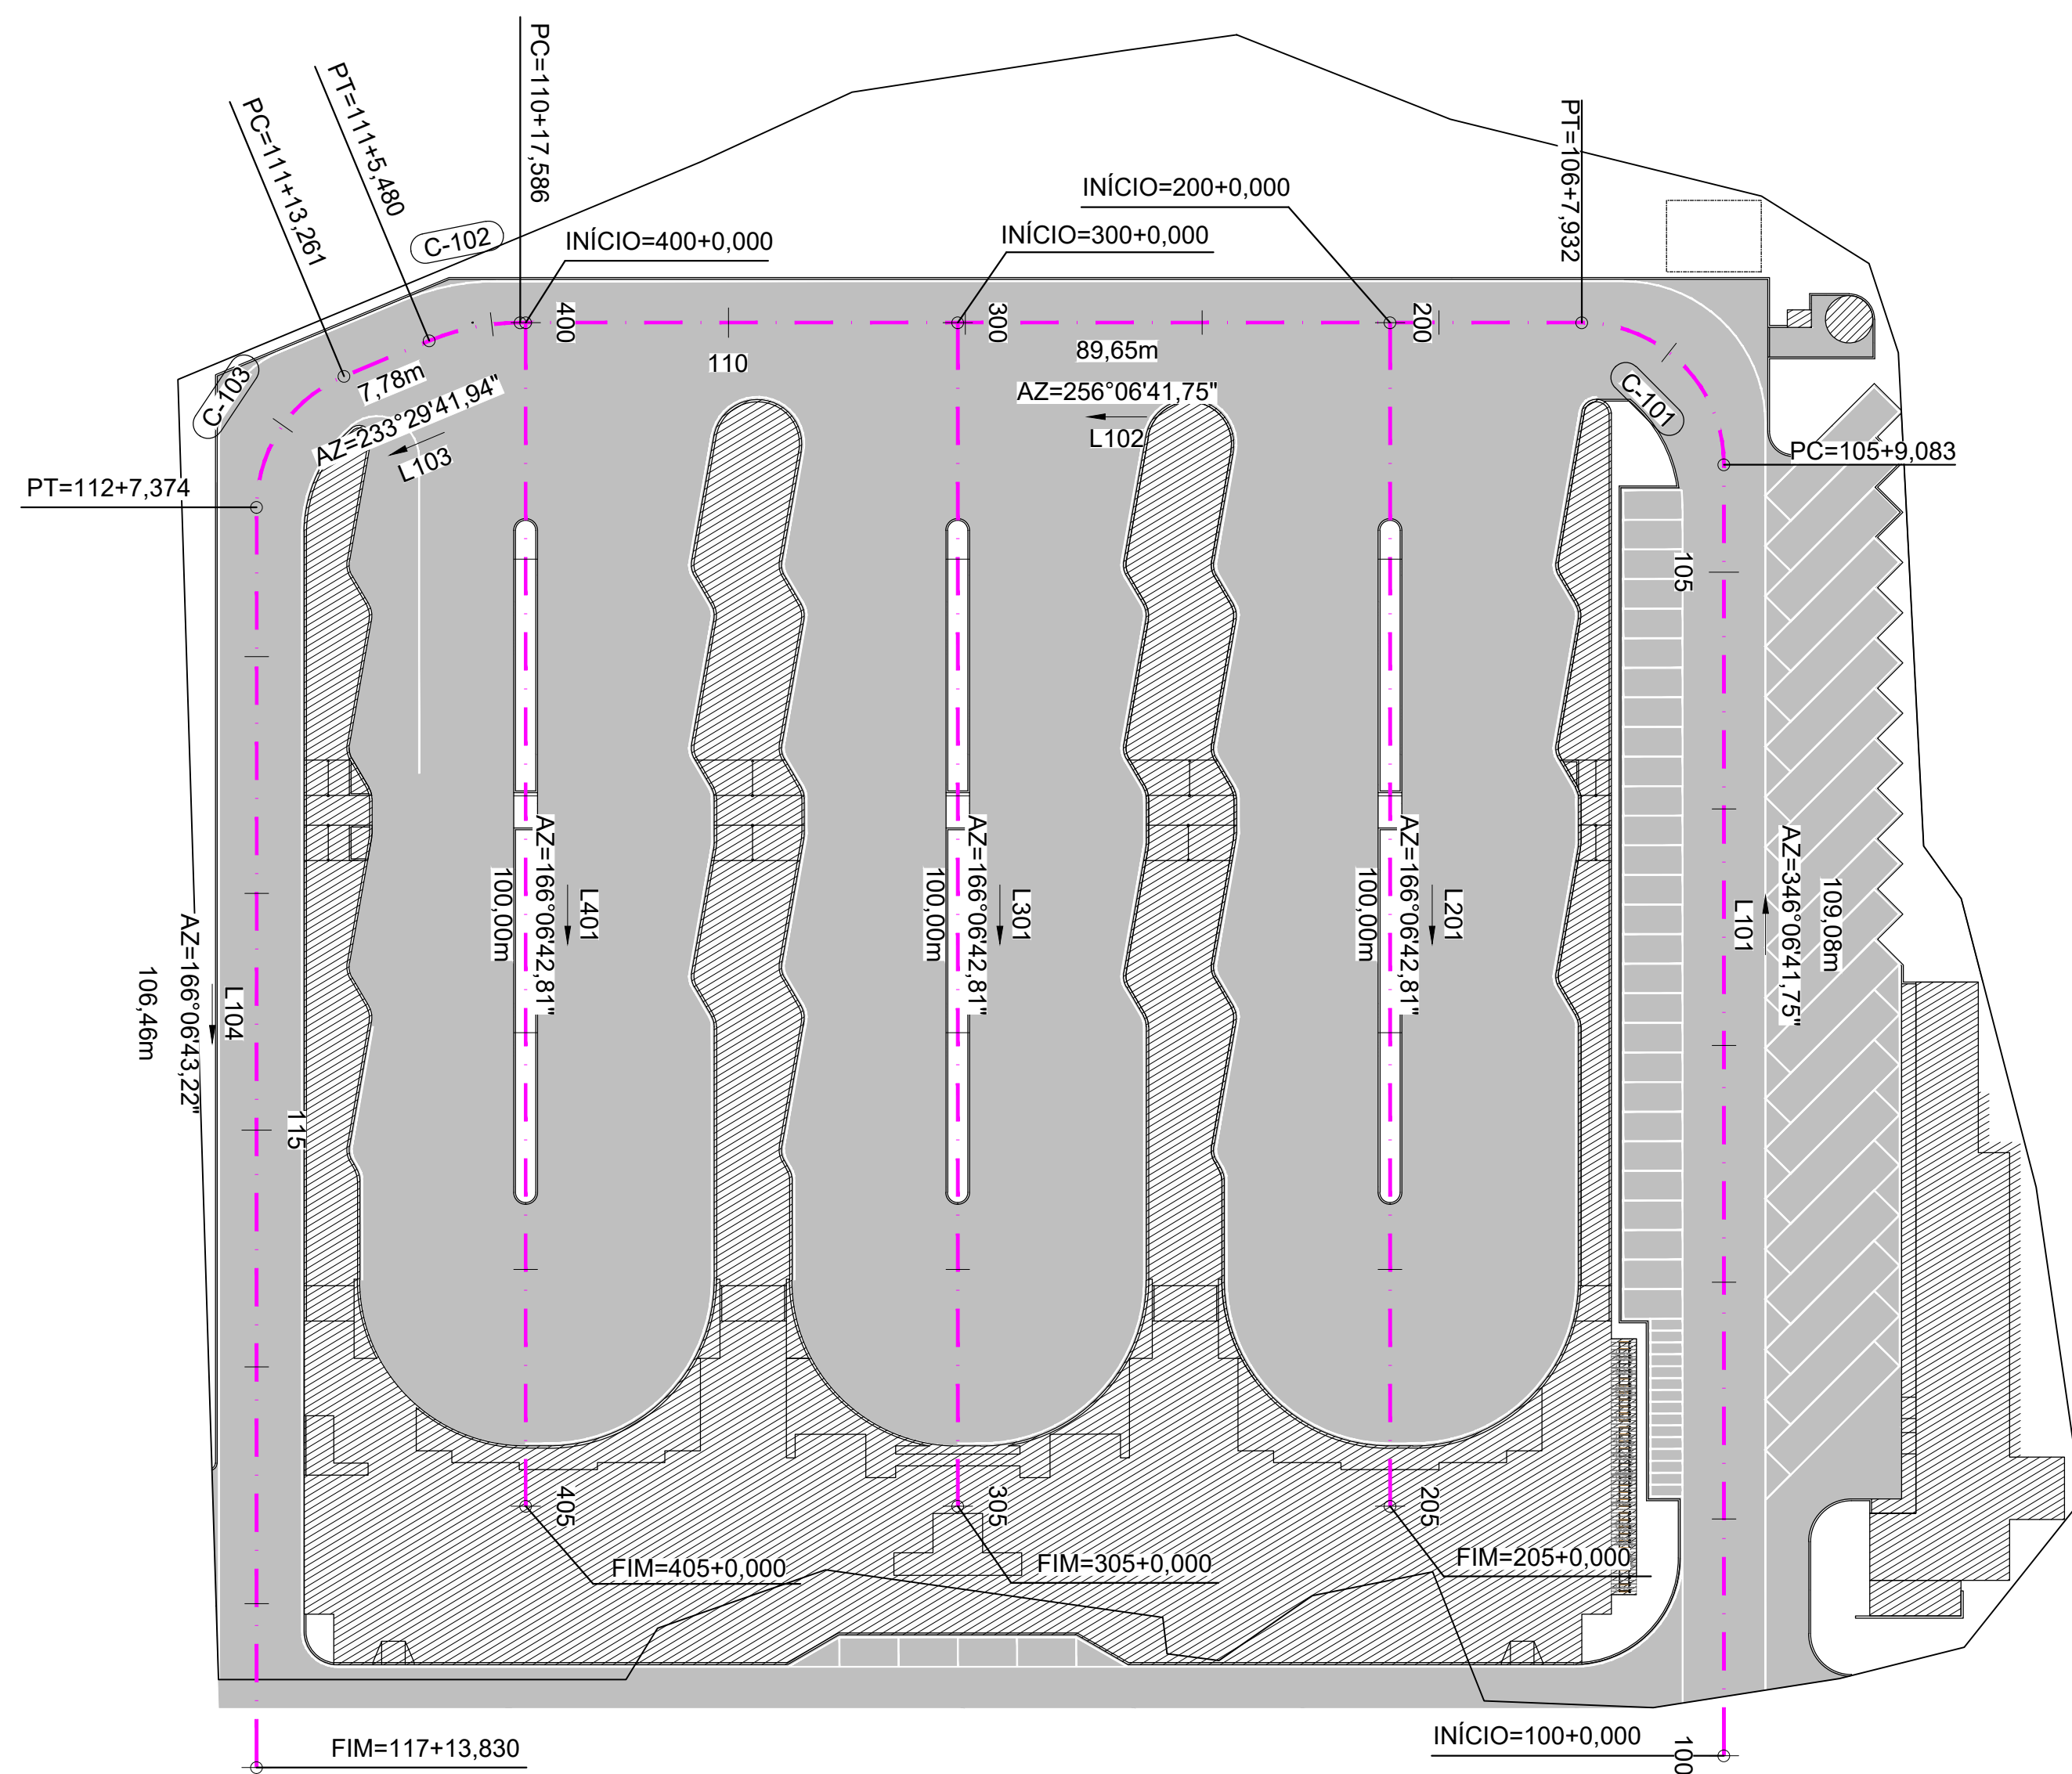 PC=110+17,586
PT=111+5,480
PC=111+13,261
C-102
INÍCIO=400+0,000
INÍCIO=300+0,000
INÍCIO=200+0,000
PT=106+7,932
400
300
200
110
89,65m
AZ=256°06'41,75"
L102
C-101
C-103
7,78m
AZ=233°29'41,94"
L103
PC=105+9,083
PT=112+7,374
105
AZ=166°06'42,81"
100,00m
L401
AZ=166°06'42,81"
100,00m
L301
AZ=166°06'42,81"
100,00m
L201
L101
AZ=346°06'41,75"
109,08m
L104
AZ=166°06'43,22"
106,46m
115
405
305
205
FIM=405+0,000
FIM=305+0,000
FIM=205+0,000
FIM=117+13,830
INÍCIO=100+0,000
100